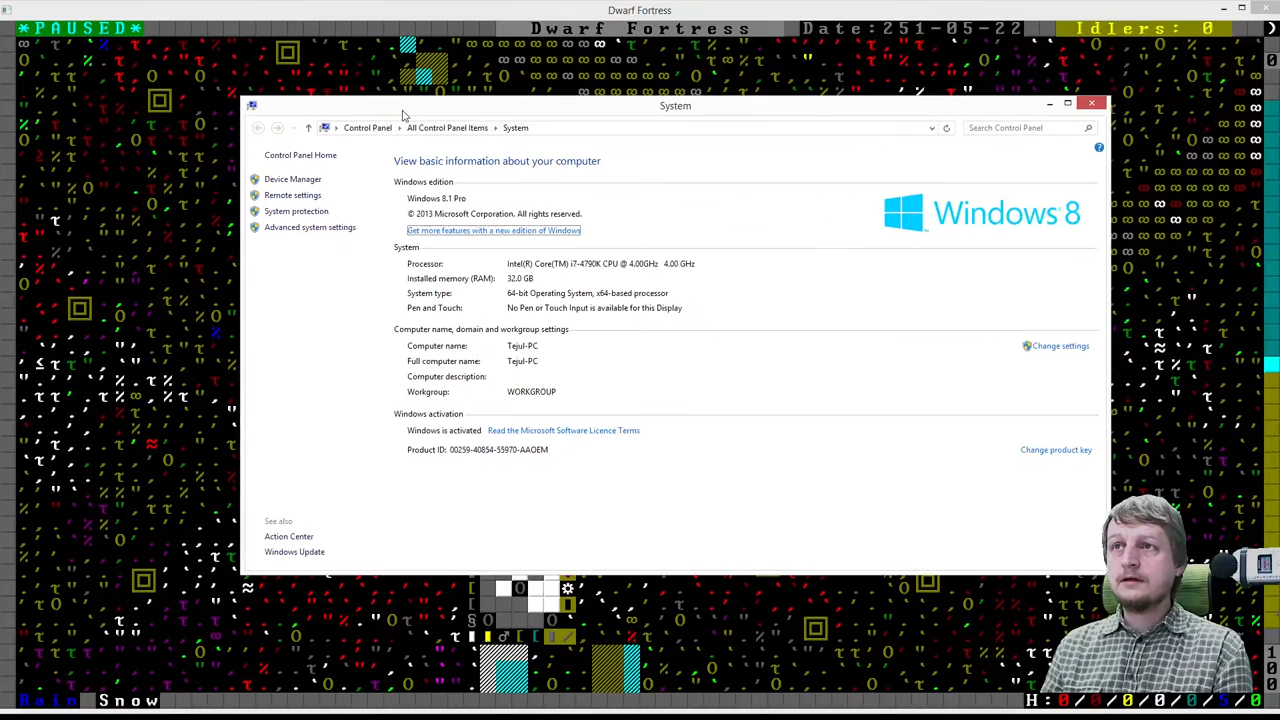 Dwarf Fortress
*PAUSED* Dwarf Fortress Date:251-05-22 Idlers: 0
System
Control Panel All Control Panel Items System Search Control Panel
Control Panel Home
Device Manager
Remote settings
System protection
Advanced system settings
View basic information about your computer
Windows edition
Windows 8.1 Pro
© 2013 Microsoft Corporation. All rights reserved.
Get more features with a new edition of Windows
Windows 8
System
Processor: Intel(R) Core(TM) i7-4790K CPU @ 4.00GHz 4.00 GHz
Installed memory (RAM): 32.0 GB
System type: 64-bit Operating System, x64-based processor
Pen and Touch: No Pen or Touch Input is available for this Display
Computer name, domain and workgroup settings
Computer name: Tejul-PC Change settings
Full computer name: Tejul-PC
Computer description:
Workgroup: WORKGROUP
Windows activation
Windows is activated Read the Microsoft Software Licence Terms
Product ID: 00259-40854-55970-AAOEM Change product key
See also
Action Center
Windows Update
Rain Snow H:0/0/0/0/5/0